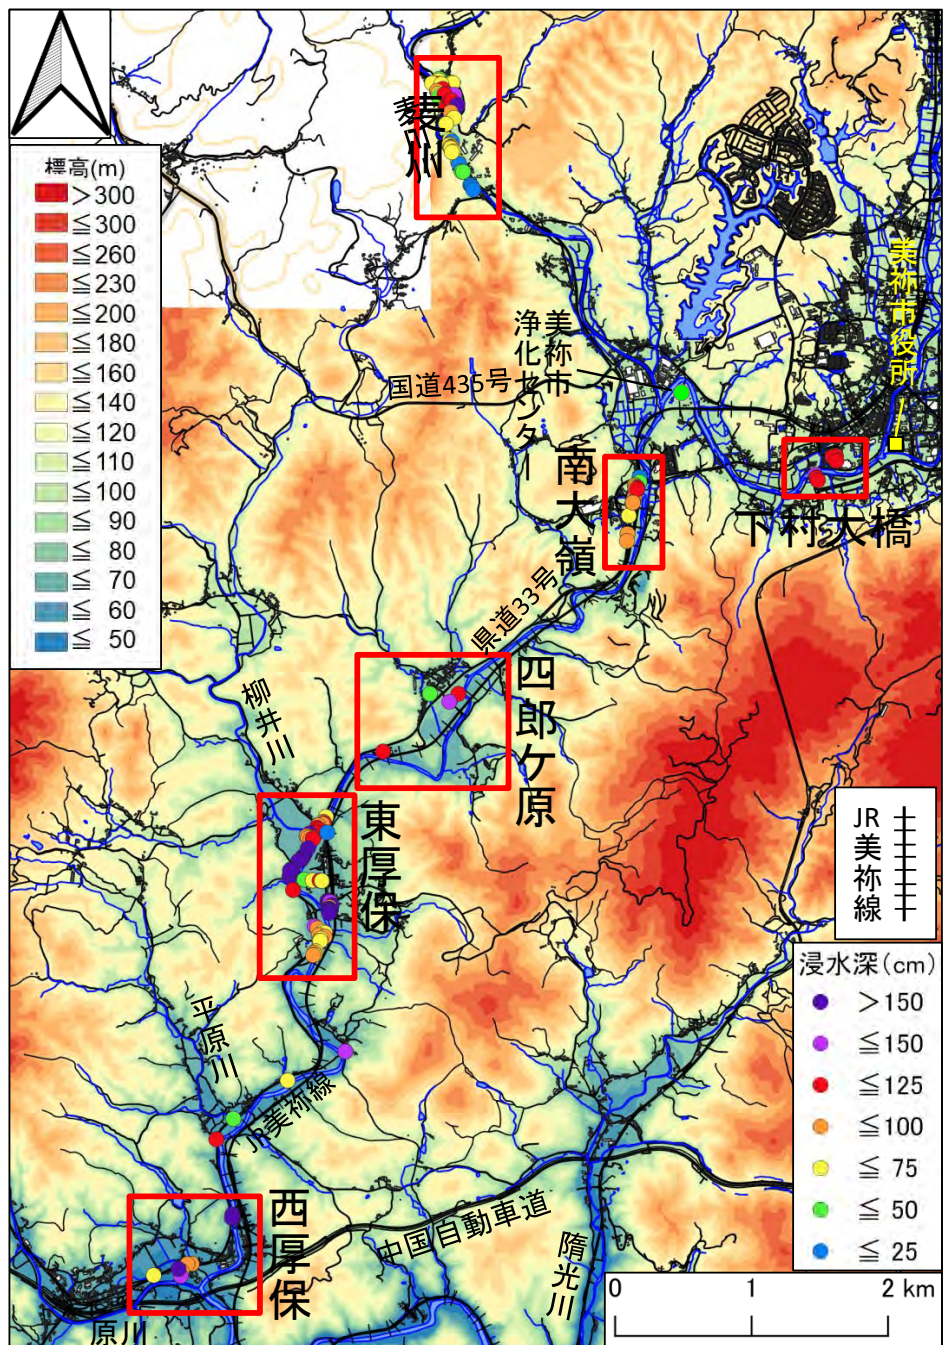 標高(m)
＞300
≦300
≦260
≦230
≦200
≦180
≦160
≦140
≦120
≦110
≦100
≦ 90
≦ 80
≦ 70
≦ 60
≦ 50
麦川
美祢市役所
美祢市
浄化センター
国道435号
南大嶺
下村大橋
県道33号
四郎ケ原
柳井川
東厚保
JR
美
祢
線
平原川
JR美祢線
西厚保
中国自動車道
隋光川
原川
浸水深(cm)
＞150
≦150
≦125
≦100
≦ 75
≦ 50
≦ 25
0 1 2 km